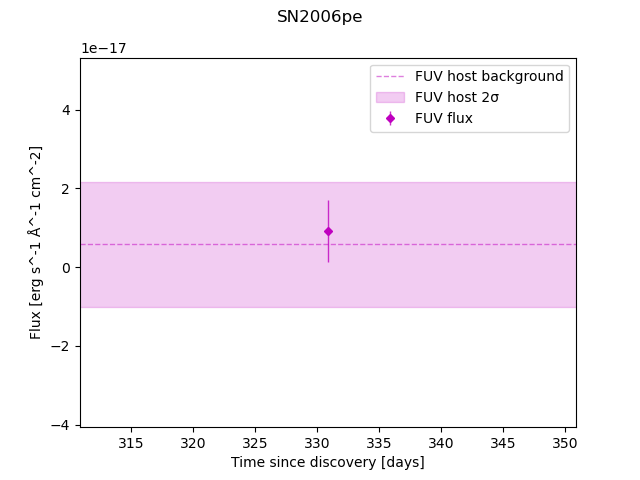 SN2006pe
1e−17
FUV host background
FUV host 2σ
FUV flux
4
2
0
−2
−4
Flux [erg s^-1 Å^-1 cm^-2]
315 320 325 330 335 340 345 350
Time since discovery [days]